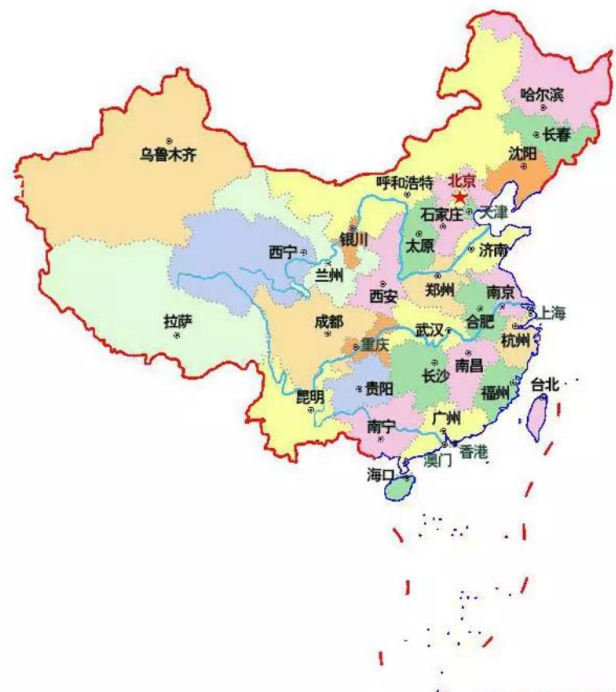 哈尔滨
长春
乌鲁木齐
沈阳
呼和浩特
北京
石家庄
天津
银川
太原
西宁
济南
兰州
西安
郑州
南京
拉萨
成都
合肥
上海
武汉
重庆
杭州
长沙
南昌
贵阳
福州
台北
昆明
广州
南宁
香港
澳门
海口